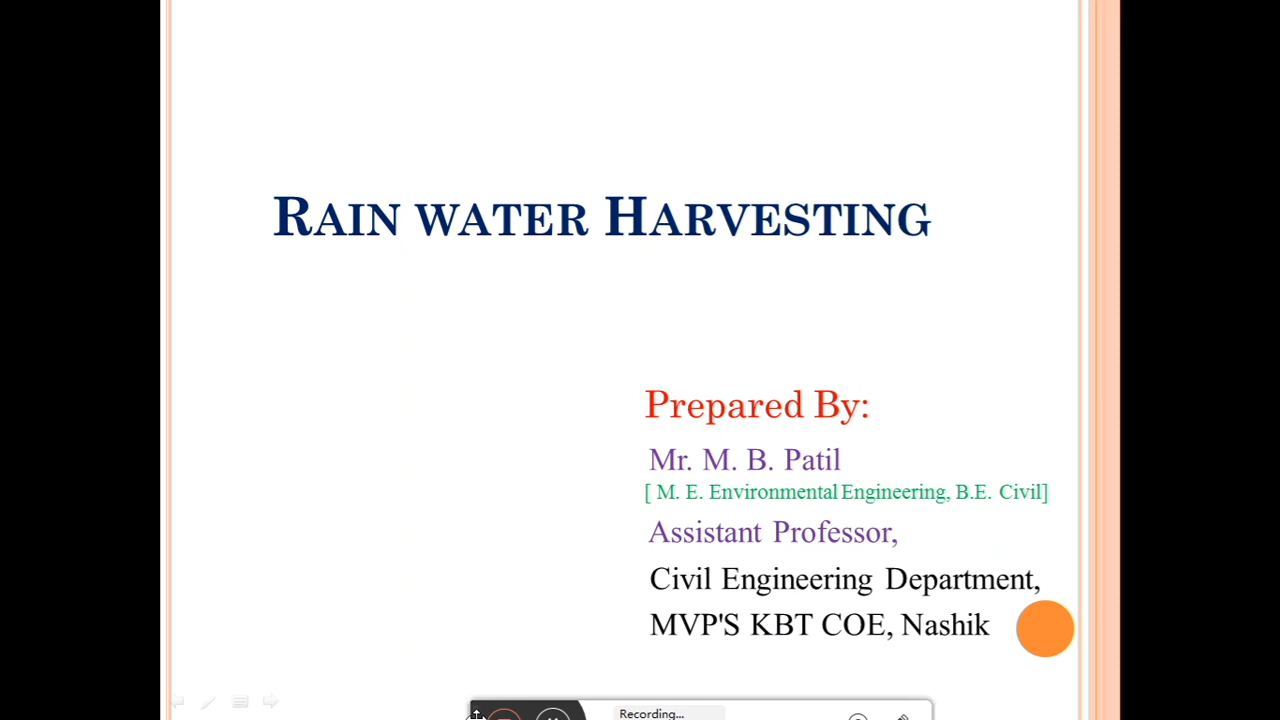 RAIN WATER HARVESTING
Prepared By:
Mr. M. B. Patil
[ M. E. Environmental Engineering, B.E. Civil]
Assistant Professor,
Civil Engineering Department,
MVP'S KBT COE, Nashik
Recording...